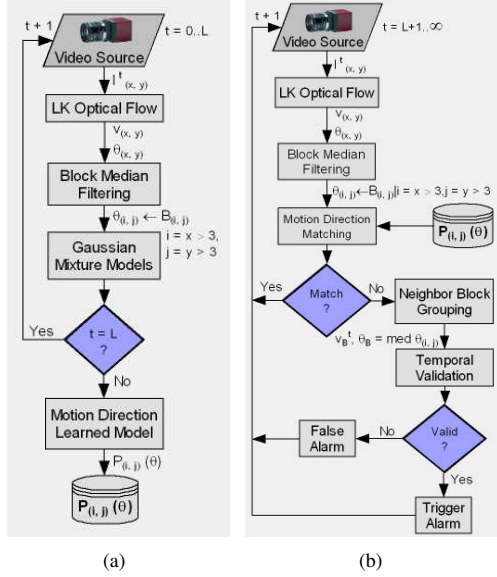 t + 1
t = 0..L
Video Source
I t (x, y)
LK Optical Flow
v(x, y)
θ(x, y)
Block Median
Filtering
θ(i, j) ← B(i, j)
i = x > 3,
j = y > 3
Gaussian
Mixture Models
Yes
t = L
?
No
Motion Direction
Learned Model
P(i, j) (θ)
P(i, j) (θ)
(a)
t + 1
t = L+1..∞
Video Source
I t (x, y)
LK Optical Flow
v(x, y)
θ(x, y)
Block Median
Filtering
θ(i, j)←B(i, j)|i = x > 3,j = y > 3
Motion Direction
Matching
P(i, j) (θ)
Yes
Match
?
No
Neighbor Block
Grouping
vB t, θB = med θ(i, j)
Temporal
Validation
False
Alarm
No
Valid
?
Yes
Trigger
Alarm
(b)